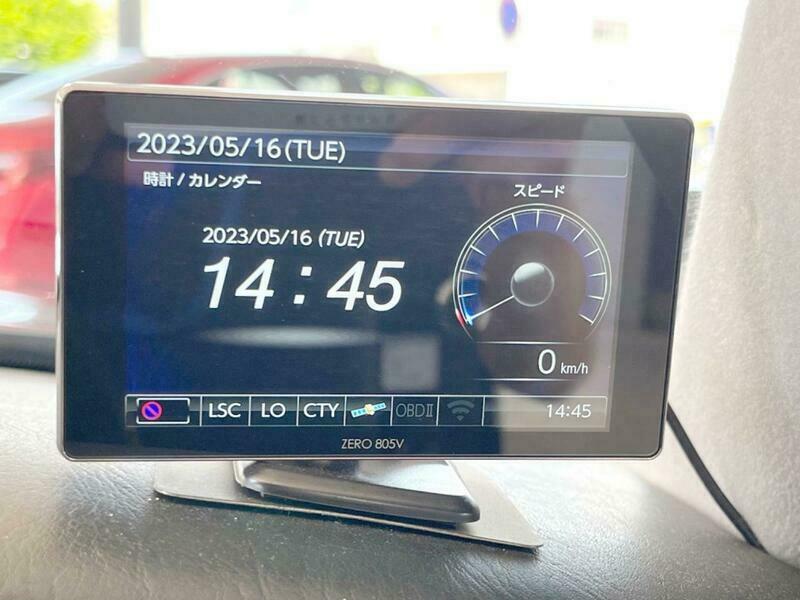 2023/05/16(TUE)
時計/カレンダー
スピード
2023/05/16 (TUE)
14:45
0 km/h
LSC LO CTY OBDⅡ 14:45
ZERO 805V